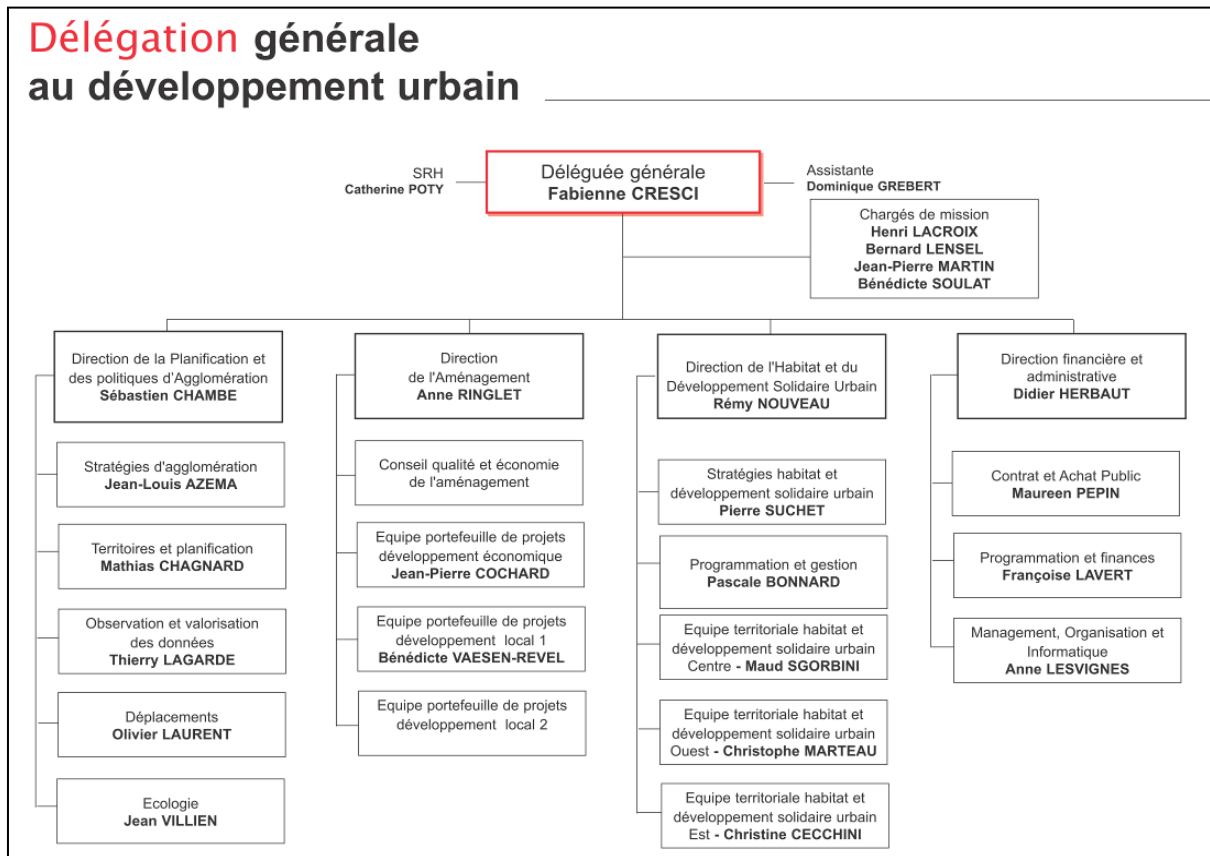 Délégation générale
au développement urbain
SRH
Catherine POTY
Déléguée générale
Fabienne CRESCI
Assistante
Dominique GREBERT
Chargés de mission
Henri LACROIX
Bernard LENSEL
Jean-Pierre MARTIN
Bénédicte SOULAT
Direction de la Planification et
des politiques d'Agglomération
Sébastien CHAMBE
Stratégies d'agglomération
Jean-Louis AZEMA
Territoires et planification
Mathias CHAGNARD
Observation et valorisation
des données
Thierry LAGARDE
Déplacements
Olivier LAURENT
Ecologie
Jean VILLIEN
Direction
de l'Aménagement
Anne RINGLET
Conseil qualité et économie
de l'aménagement
Equipe portefeuille de projets
développement économique
Jean-Pierre COCHARD
Equipe portefeuille de projets
développement local 1
Bénédicte VAESEN-REVEL
Equipe portefeuille de projets
développement local 2
Direction de l'Habitat et du
Développement Solidaire Urbain
Rémy NOUVEAU
Stratégies habitat et
développement solidaire urbain
Pierre SUCHET
Programmation et gestion
Pascale BONNARD
Equipe territoriale habitat et
développement solidaire urbain
Centre - Maud SGORBINI
Equipe territoriale habitat et
développement solidaire urbain
Ouest - Christophe MARTEAU
Equipe territoriale habitat et
développement solidaire urbain
Est - Christine CECCHINI
Direction financière et
administrative
Didier HERBAUT
Contrat et Achat Public
Maureen PEPIN
Programmation et finances
Françoise LAVERT
Management, Organisation et
Informatique
Anne LESVIGNES